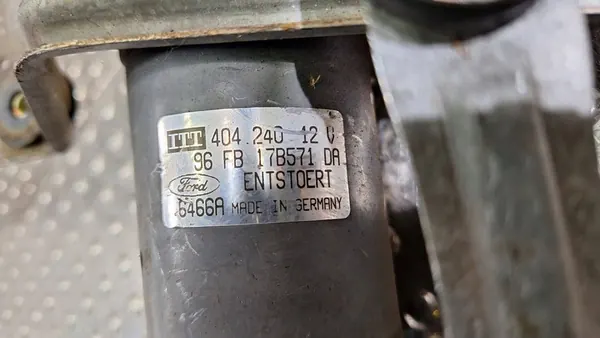 ITT 404.240 12 V
96 FB 17B571 DA
Ford ENTSTOERT
6466A MADE IN GERMANY